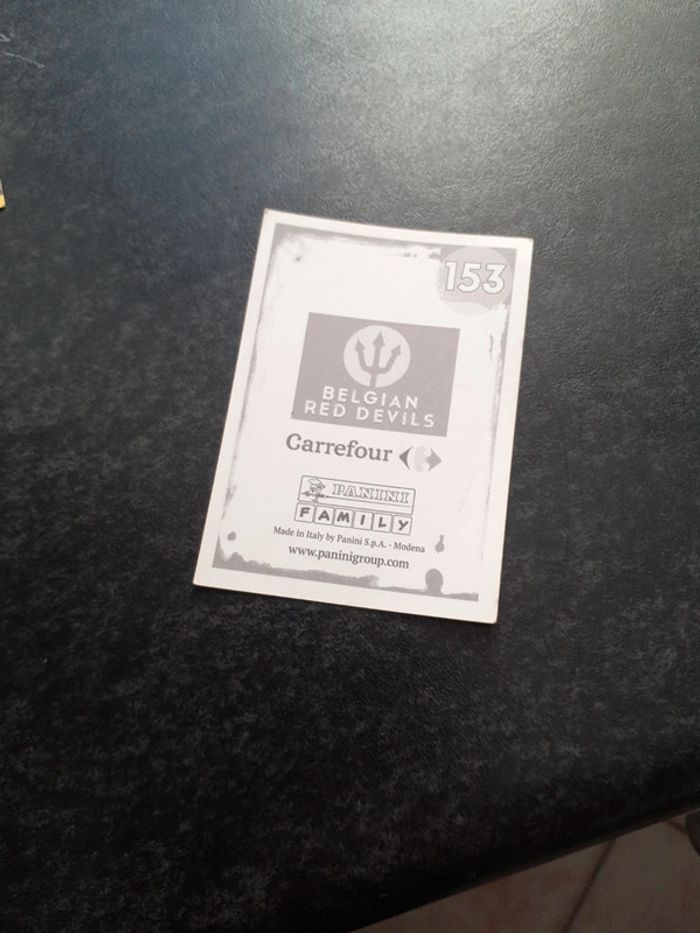 153
BELGIAN
RED DEVILS
Carrefour
PANINI
FAMILY
Made in Italy by Panini S.p.A. - Modena
www.paninigroup.com